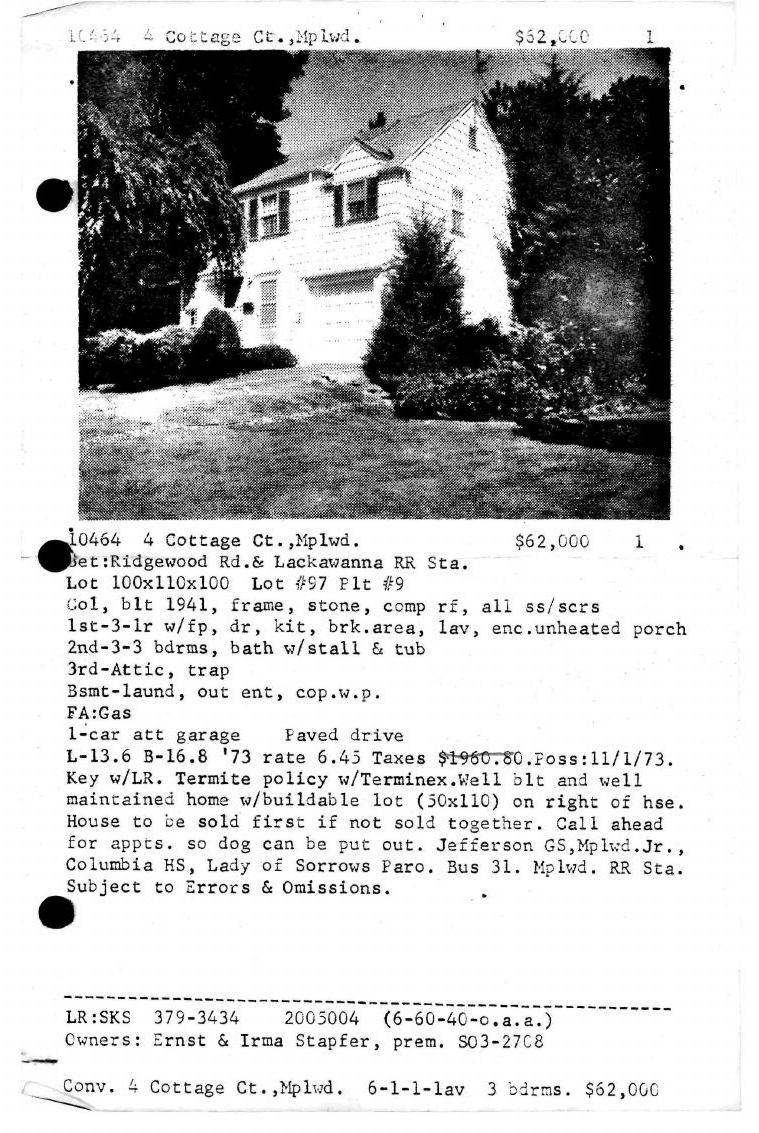 10464 4 Cottage Ct.,Mplwd. $62,000 1
10464 4 Cottage Ct.,Mplwd. $62,000 1
Bet:Ridgewood Rd.& Lackawanna RR Sta.
Lot 100x110x100 Lot #97 Plt #9
Col, blt 1941, frame, stone, comp rf, all ss/scrs
1st-3-lr w/fp, dr, kit, brk.area, lav, enc.unheated porch
2nd-3-3 bdrms, bath w/stall & tub
3rd-Attic, trap
Bsmt-laund, out ent, cop.w.p.
FA:Gas
1-car att garage Paved drive
L-13.6 B-16.8 '73 rate 6.45 Taxes $1960.80.Poss:11/1/73.
Key w/LR. Termite policy w/Terminex.Well blt and well
maintained home w/buildable lot (50x110) on right of hse.
House to be sold first if not sold together. Call ahead
for appts. so dog can be put out. Jefferson GS,Mplwd.Jr.,
Columbia HS, Lady of Sorrows Paro. Bus 31. Mplwd. RR Sta.
Subject to Errors & Omissions.
LR:SKS 379-3434 2005004 (6-60-40-o.a.a.)
Owners: Ernst & Irma Stapfer, prem. SO3-2708
Conv. 4 Cottage Ct.,Mplwd. 6-1-1-lav 3 bdrms. $62,000